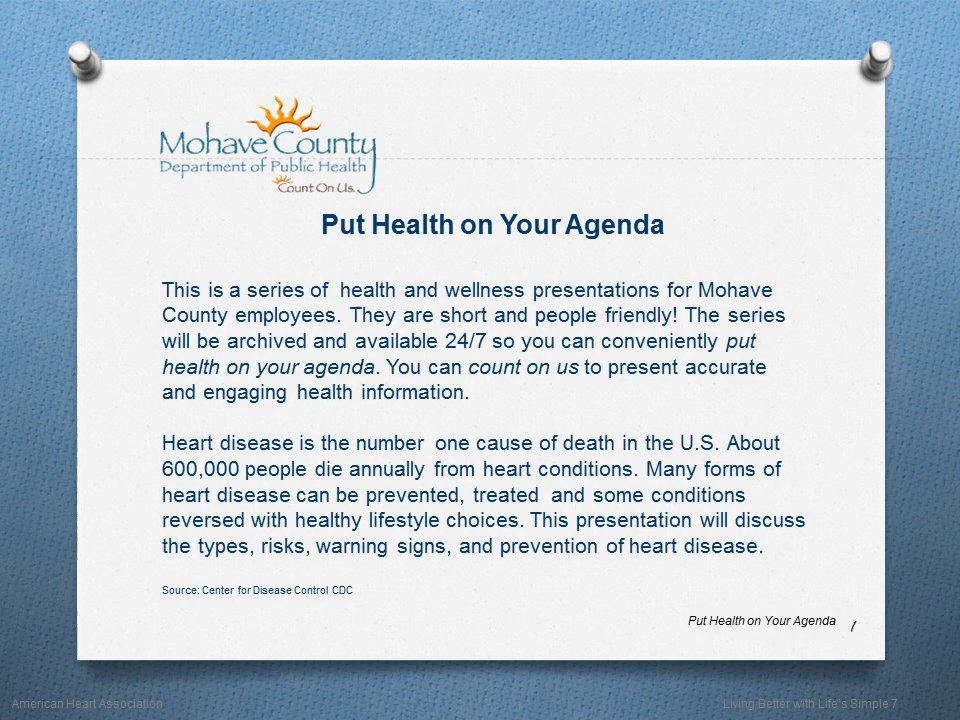 Mohave County
Department of Public Health
Count On Us.
Put Health on Your Agenda
This is a series of health and wellness presentations for Mohave
County employees. They are short and people friendly! The series
will be archived and available 24/7 so you can conveniently put
health on your agenda. You can count on us to present accurate
and engaging health information.
Heart disease is the number one cause of death in the U.S. About
600,000 people die annually from heart conditions. Many forms of
heart disease can be prevented, treated and some conditions
reversed with healthy lifestyle choices. This presentation will discuss
the types, risks, warning signs, and prevention of heart disease.
Source: Center for Disease Control CDC
Put Health on Your Agenda 1
American Heart Association
Living Better with Life's Simple 7